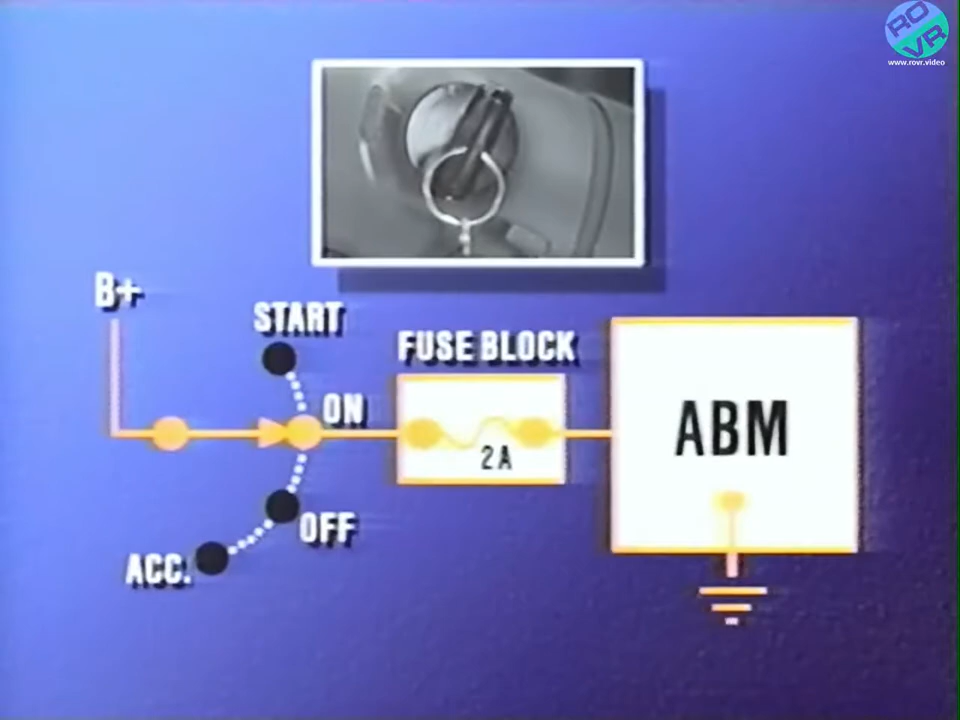 RO
VR
www.rovr.video
B+
START
FUSE BLOCK
ON
ABM
2A
OFF
ACC.